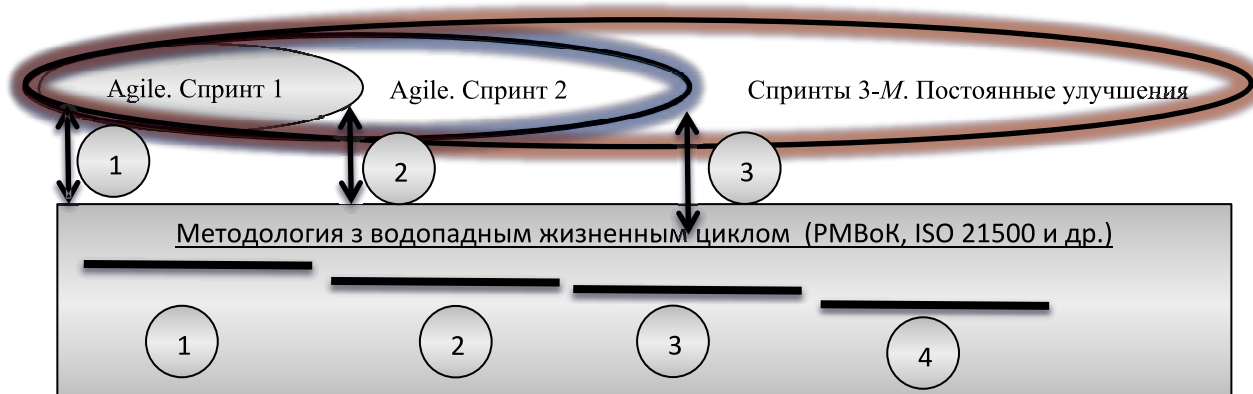 Agile. Спринт 1
Agile. Спринт 2
Спринты 3-М. Постоянные улучшения
1
2
3
Методология з водопадным жизненным циклом (PMBoK, ISO 21500 и др.)
1
2
3
4